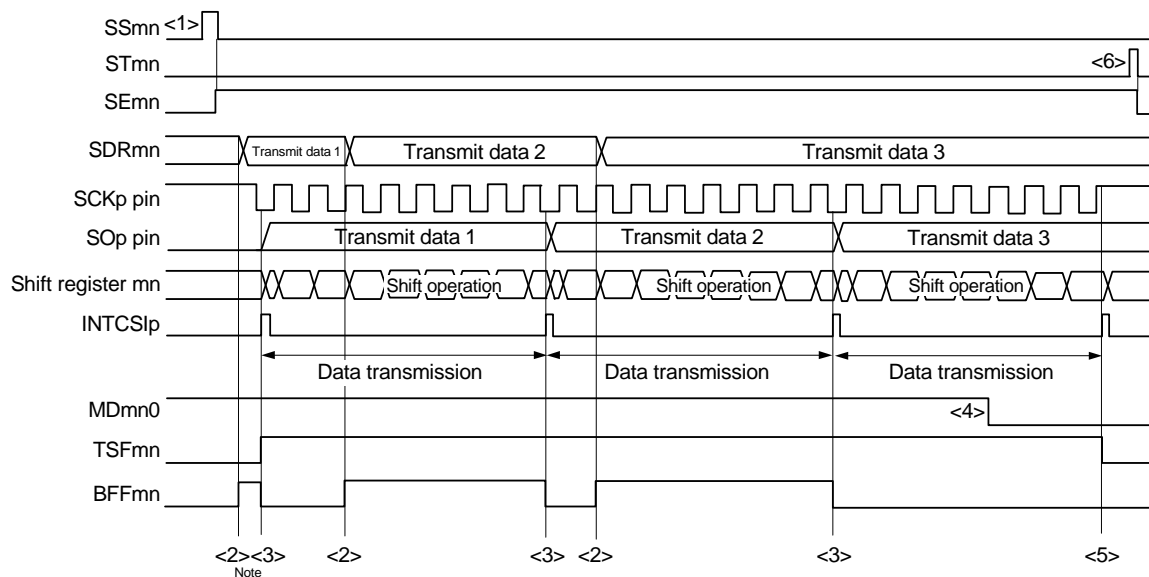 SSmn <1>
STmn <6>
SEmn
SDRmn Transmit data 1 Transmit data 2 Transmit data 3
SCKp pin
SOp pin Transmit data 1 Transmit data 2 Transmit data 3
Shift register mn Shift operation Shift operation Shift operation
INTCSIp
Data transmission Data transmission Data transmission
MDmn0 <4>
TSFmn
BFFmn
<2> <3> <2> <3> <2> <3> <5>
Note